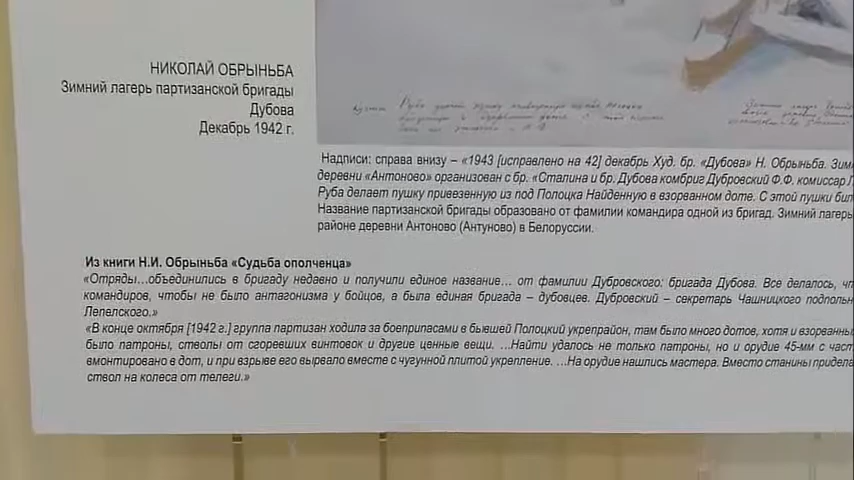 НИКОЛАЙ ОБРЫНЬБА
Зимний лагерь партизанской бригады
Дубова
Декабрь 1942 г.
Надписи: справа внизу – «1943 [исправлено на 42] декабрь Худ. бр. «Дубова» Н. Обрыньба. Зим
деревни «Антоново» организован с бр. «Сталина и бр. Дубова комбриг Дубровский Ф.Ф. комиссар Л
Руба делает пушку привезенную из под Полоцка Найденную в взорванном доте. С этой пушки бил
Название партизанской бригады образовано от фамилии командира одной из бригад. Зимний лагерь
районе деревни Антоново (Антуново) в Белоруссии.
Из книги Н.И. Обрыньба «Судьба ополченца»
«Отряды…объединились в бригаду недавно и получили единое название… от фамилии Дубровского: бригада Дубова. Все делалось, чт
командиров, чтобы не было антагонизма у бойцов, а была единая бригада – дубовцев. Дубровский – секретарь Чашницкого подпольн
Лепелского.»
«В конце октября [1942 г.] группа партизан ходила за боеприпасами в бывшей Полоцкий укрепрайон, там было много дотов, хотя и взорванны
было патроны, стволы от сгоревших винтовок и другие ценные вещи. …Найти удалось не только патроны, но и орудие 45-мм с част
вмонтировано в дот, и при взрыве его вырвало вместе с чугунной плитой укрепление. …На орудие нашлись мастера. Вместо станины придела
ствол на колеса от телеги.»